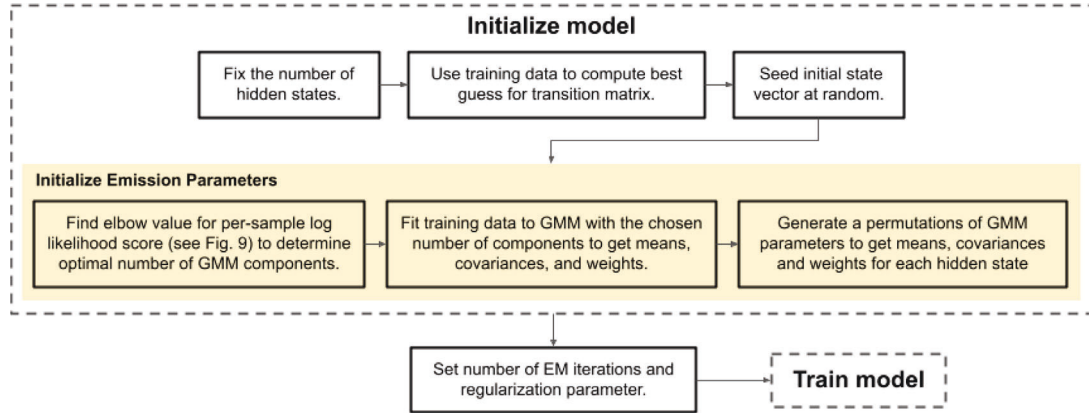 Initialize model
Fix the number of
hidden states.
Use training data to compute best
guess for transition matrix.
Seed initial state
vector at random.
Initialize Emission Parameters
Find elbow value for per-sample log
likelihood score (see Fig. 9) to determine
optimal number of GMM components.
Fit training data to GMM with the chosen
number of components to get means,
covariances, and weights.
Generate a permutations of GMM
parameters to get means, covariances
and weights for each hidden state
Set number of EM iterations and
regularization parameter.
Train model